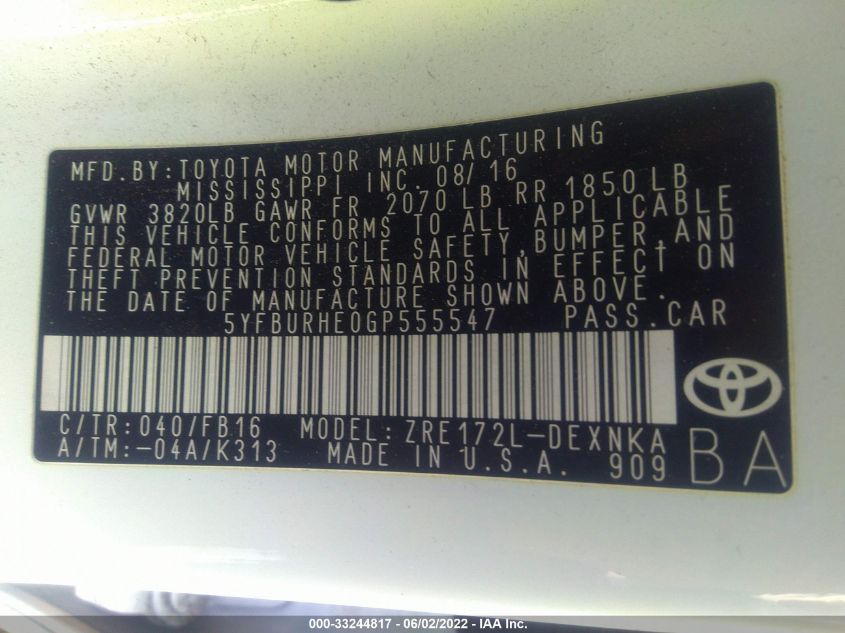 MFD.BY:TOYOTA MOTOR MANUFACTURING
MISSISSIPPI INC. 08/16
GVWR 3820LB GAWR FR 2070 LB RR 1850 LB
THIS VEHICLE CONFORMS TO ALL APPLICABLE
FEDERAL MOTOR VEHICLE SAFETY, BUMPER, AND
THEFT PREVENTION STANDARDS IN EFFECT ON
THE DATE OF MANUFACTURE SHOWN ABOVE.
5YFBURHE0GP555547 PASS.CAR
C/TR:040/FB16 MODEL:ZRE172L-DEXNKA
A/TM:-04A/K313 MADE IN U.S.A. 909
BA
000-33244817 - 06/02/2022 - IAA Inc.